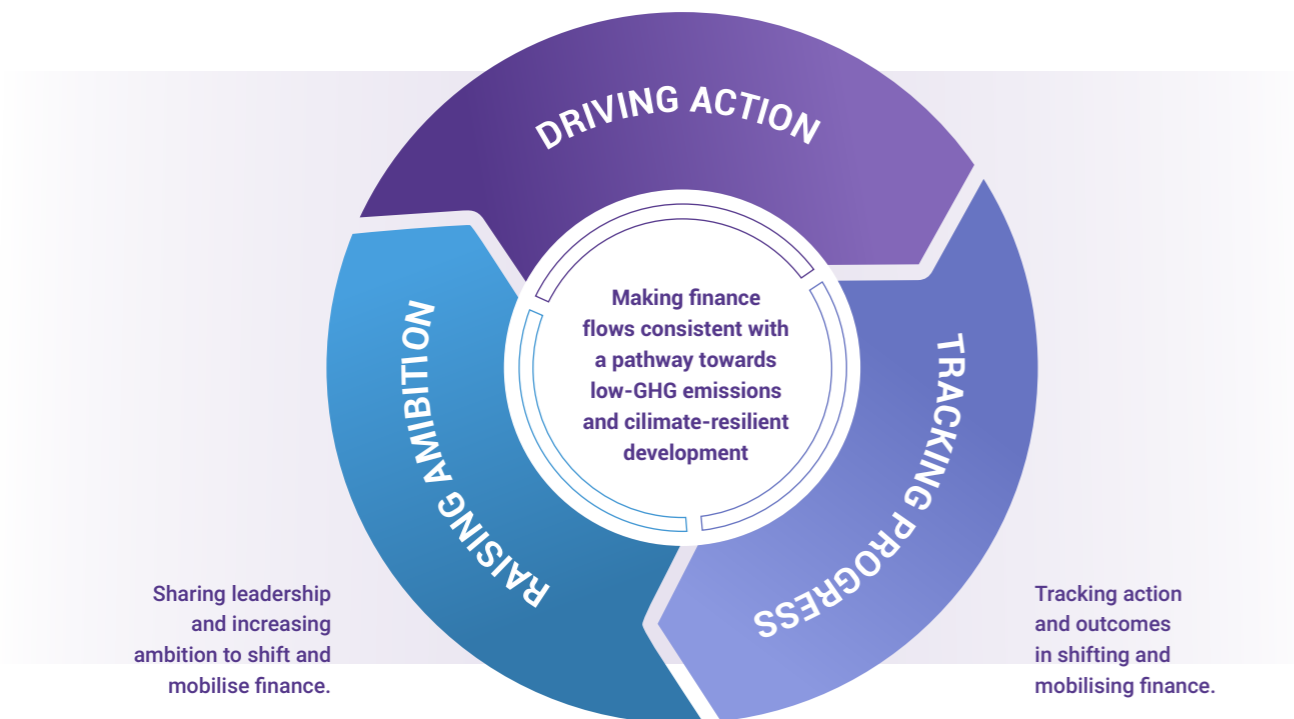 DRIVING ACTION
Making finance
flows consistent with
a pathway towards
low-GHG emissions
and cilimate-resilient
development
TRACKING PROGRESS
RAISING AMIBITION
Sharing leadership
and increasing
ambition to shift and
mobilise finance.
Tracking action
and outcomes
in shifting and
mobilising finance.